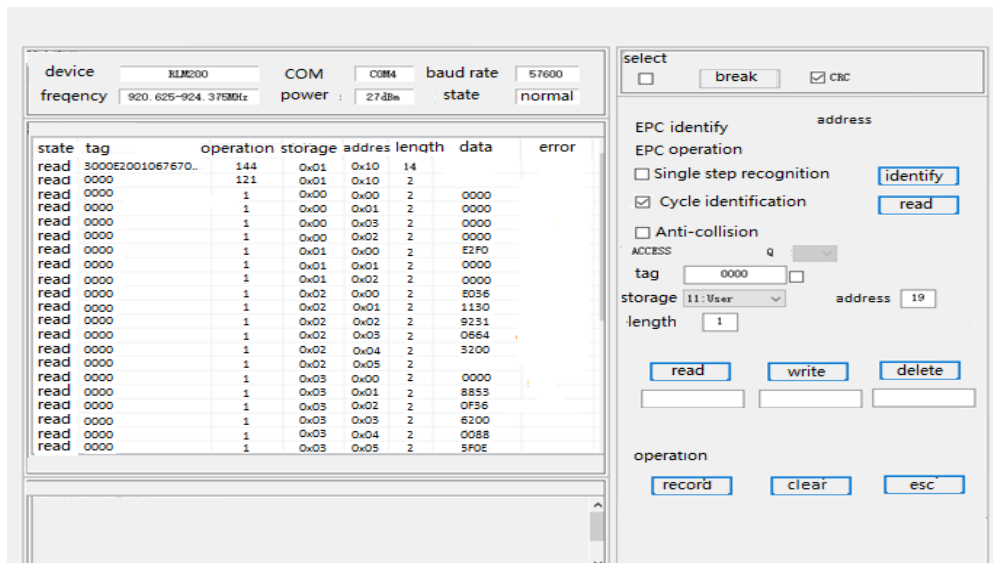 device RLM200 COM COM4 baud rate 57600
freqency 920.625-924.375MHz power : 27dBm state normal
state tag operation storage addres length data error
read 3000E2001067670.. 144 0x01 0x10 14
read 0000 121 0x01 0x10 2
read 0000 1 0x00 0x00 2 0000
read 0000 1 0x00 0x01 2 0000
read 0000 1 0x00 0x03 2 0000
read 0000 1 0x00 0x02 2 0000
read 0000 1 0x01 0x00 2 E2F0
read 0000 1 0x01 0x01 2 0000
read 0000 1 0x01 0x02 2 0000
read 0000 1 0x02 0x00 2 E036
read 0000 1 0x02 0x01 2 1130
read 0000 1 0x02 0x02 2 9231
read 0000 1 0x02 0x03 2 0664
read 0000 1 0x02 0x04 2 3200
read 0000 1 0x02 0x05 2
read 0000 1 0x03 0x00 2 0000
read 0000 1 0x03 0x01 2 8853
read 0000 1 0x03 0x02 2 0F36
read 0000 1 0x03 0x03 2 6200
read 0000 1 0x03 0x04 2 0088
read 0000 1 0x03 0x05 2 5F0E
select
break CRC
EPC identify address
EPC operation
Single step recognition identify
Cycle identification read
Anti-collision
ACCESS Q
tag 0000
storage 11:User address 19
length 1
read write delete
operation
record clear esc